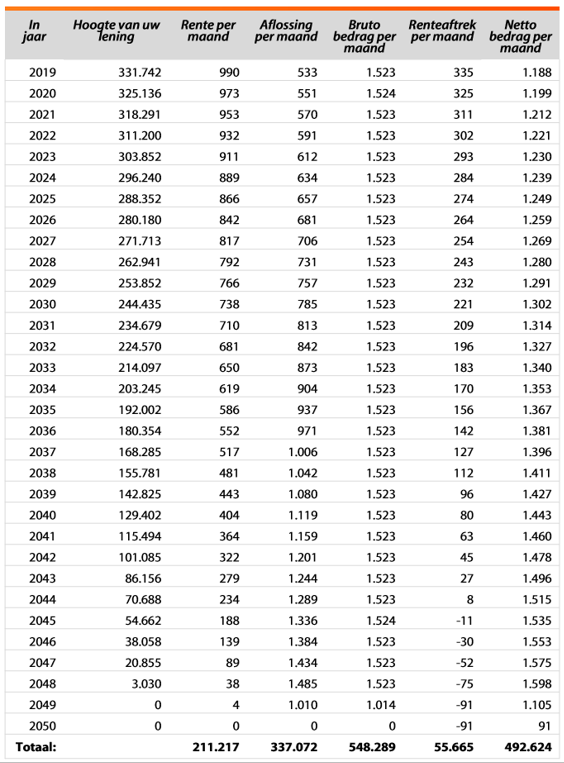 In jaar Hoogte van uw lening Rente per maand Aflossing per maand Bruto bedrag per maand Renteaftrek per maand Netto bedrag per maand
2019 331.742 990 533 1.523 335 1.188
2020 325.136 973 551 1.524 325 1.199
2021 318.291 953 570 1.523 311 1.212
2022 311.200 932 591 1.523 302 1.221
2023 303.852 911 612 1.523 293 1.230
2024 296.240 889 634 1.523 284 1.239
2025 288.352 866 657 1.523 274 1.249
2026 280.180 842 681 1.523 264 1.259
2027 271.713 817 706 1.523 254 1.269
2028 262.941 792 731 1.523 243 1.280
2029 253.852 766 757 1.523 232 1.291
2030 244.435 738 785 1.523 221 1.302
2031 234.679 710 813 1.523 209 1.314
2032 224.570 681 842 1.523 196 1.327
2033 214.097 650 873 1.523 183 1.340
2034 203.245 619 904 1.523 170 1.353
2035 192.002 586 937 1.523 156 1.367
2036 180.354 552 971 1.523 142 1.381
2037 168.285 517 1.006 1.523 127 1.396
2038 155.781 481 1.042 1.523 112 1.411
2039 142.825 443 1.080 1.523 96 1.427
2040 129.402 404 1.119 1.523 80 1.443
2041 115.494 364 1.159 1.523 63 1.460
2042 101.085 322 1.201 1.523 45 1.478
2043 86.156 279 1.244 1.523 27 1.496
2044 70.688 234 1.289 1.523 8 1.515
2045 54.662 188 1.336 1.524 -11 1.535
2046 38.058 139 1.384 1.523 -30 1.553
2047 20.855 89 1.434 1.523 -52 1.575
2048 3.030 38 1.485 1.523 -75 1.598
2049 0 4 1.010 1.014 -91 1.105
2050 0 0 0 0 -91 91
Totaal: 211.217 337.072 548.289 55.665 492.624